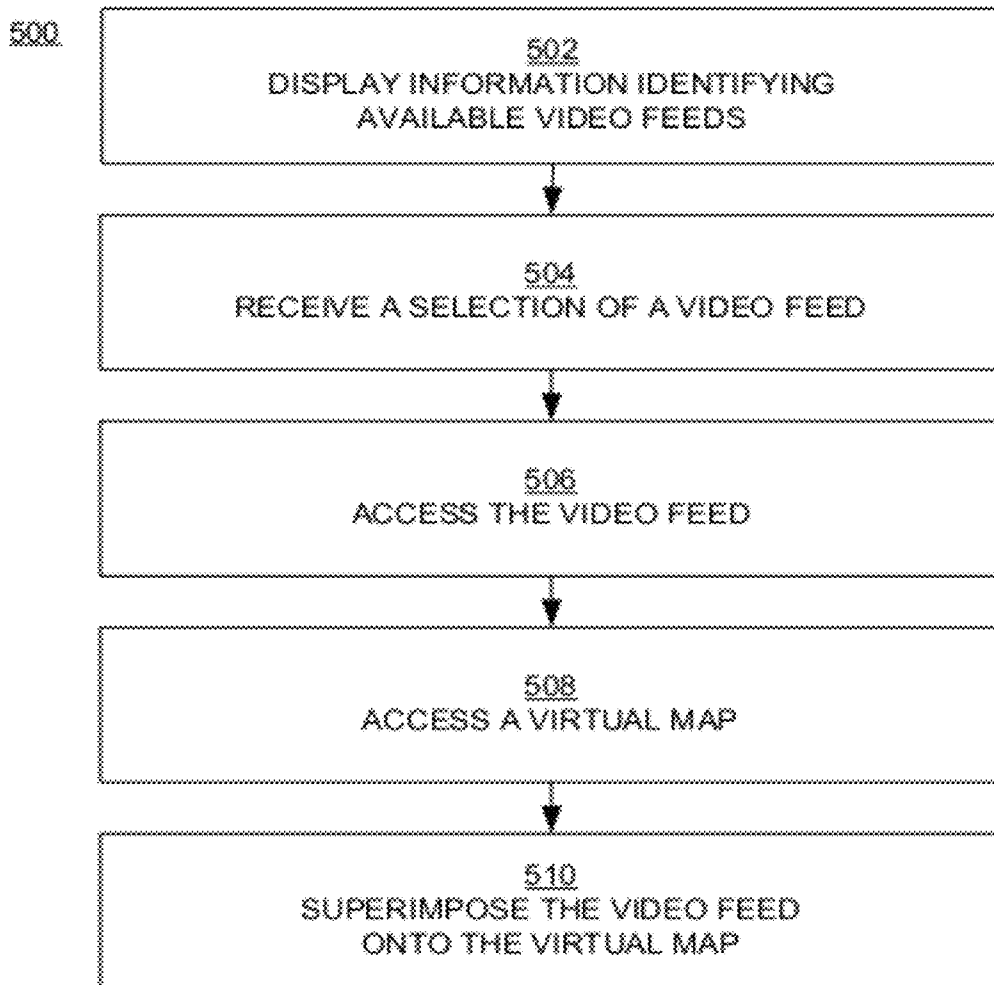 500
502
DISPLAY INFORMATION IDENTIFYING
AVAILABLE VIDEO FEEDS
504
RECEIVE A SELECTION OF A VIDEO FEED
506
ACCESS THE VIDEO FEED
508
ACCESS A VIRTUAL MAP
510
SUPERIMPOSE THE VIDEO FEED
ONTO THE VIRTUAL MAP